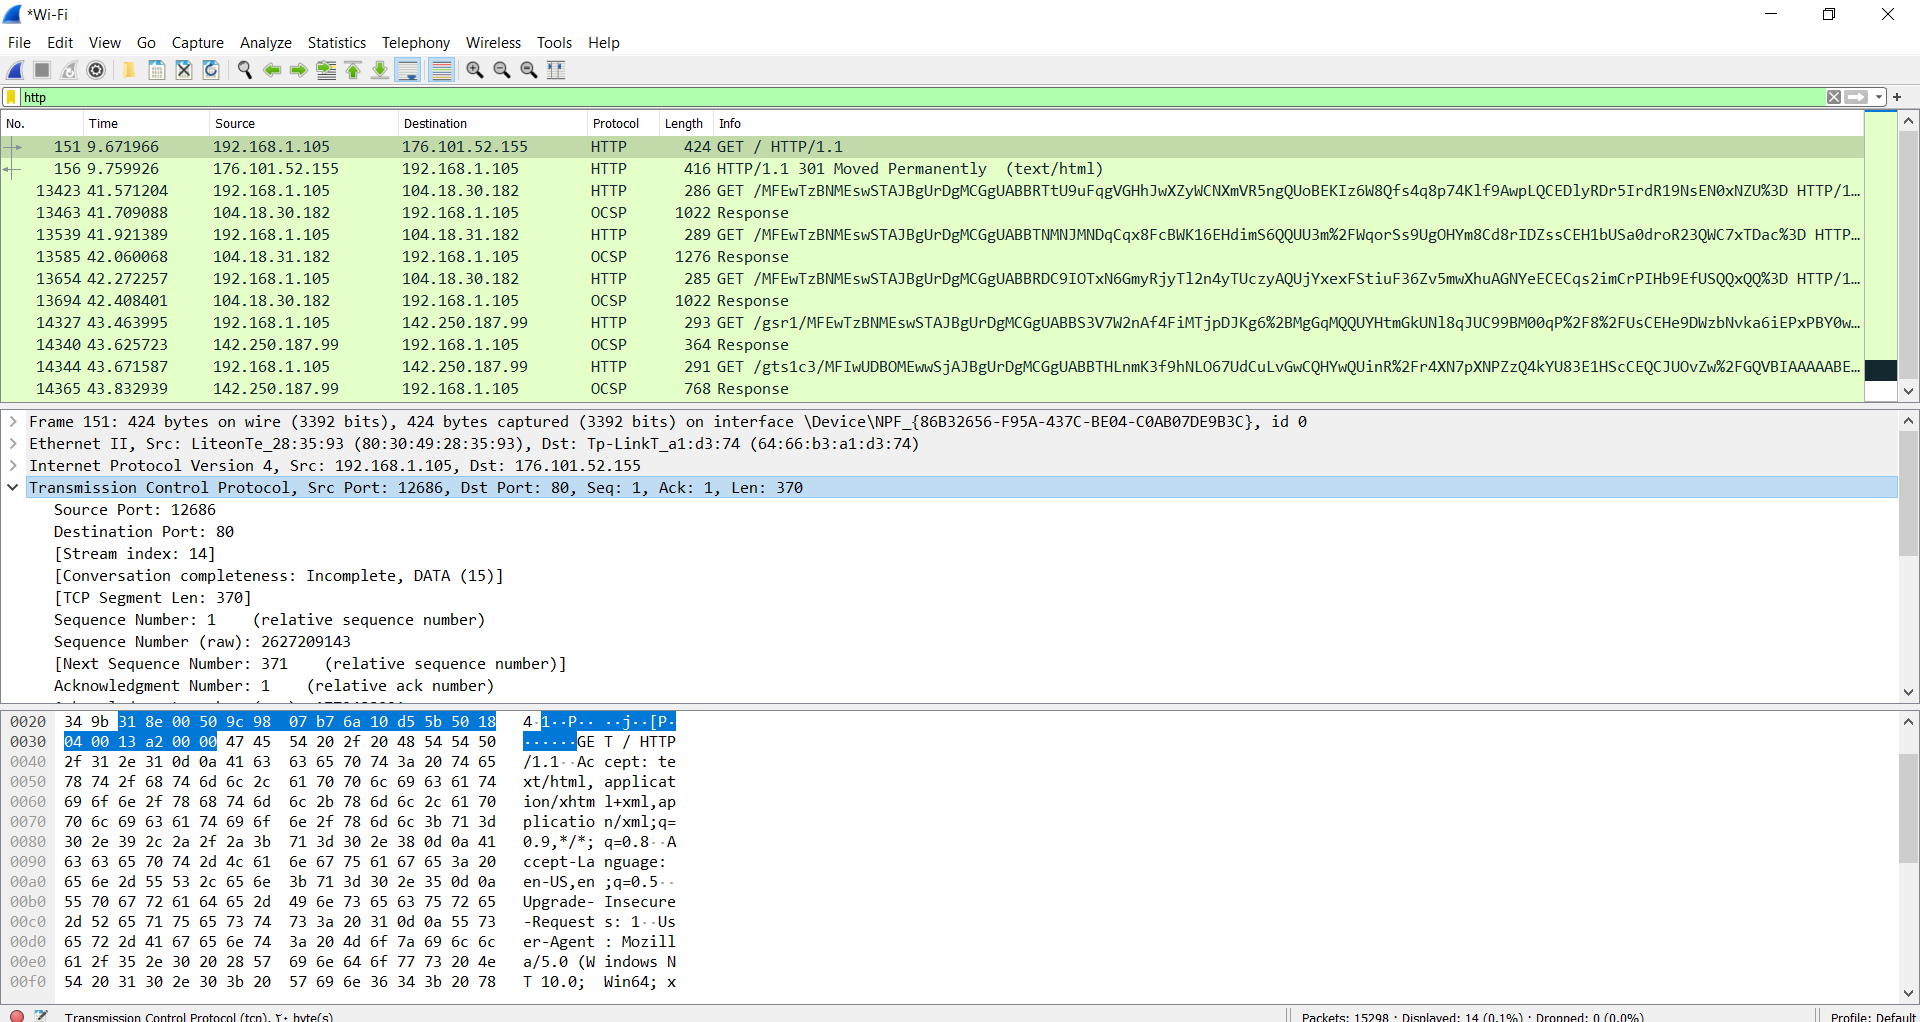 *Wi-Fi
File Edit View Go Capture Analyze Statistics Telephony Wireless Tools Help
http
No. Time Source Destination Protocol Length Info
151 9.671966 192.168.1.105 176.101.52.155 HTTP 424 GET / HTTP/1.1
156 9.759926 176.101.52.155 192.168.1.105 HTTP 416 HTTP/1.1 301 Moved Permanently (text/html)
13423 41.571204 192.168.1.105 104.18.30.182 HTTP 286 GET /MFEwTzBNMEswSTAJBgUrDgMCGgUABBRTtU9uFqgVGHhJwXZyWCNXmVR5ngQUoBEKIz6W8Qfs4q8p74Klf9AwpLQCEDlyRDr5IrdR19NsEN0xNZU%3D HTTP/1…
13463 41.709088 104.18.30.182 192.168.1.105 OCSP 1022 Response
13539 41.921389 192.168.1.105 104.18.31.182 HTTP 289 GET /MFEwTzBNMEswSTAJBgUrDgMCGgUABBTNMNJMNDqCqx8FcBWK16EHdimS6QQUU3m%2FWqorSs9UgOHYm8Cd8rIDZssCEH1bUSa0droR23QWC7xTDac%3D HTTP…
13585 42.060068 104.18.31.182 192.168.1.105 OCSP 1276 Response
13654 42.272257 192.168.1.105 104.18.30.182 HTTP 285 GET /MFEwTzBNMEswSTAJBgUrDgMCGgUABBRDC9IOTxN6GmyRjyTl2n4yTUczyAQUjYxexFStiuF36Zv5mwXhuAGNYeECECqs2imCrPIHb9EfUSQQxQQ%3D HTTP/1…
13694 42.408401 104.18.30.182 192.168.1.105 OCSP 1022 Response
14327 43.463995 192.168.1.105 142.250.187.99 HTTP 293 GET /gsr1/MFEwTzBNMEswSTAJBgUrDgMCGgUABBS3V7W2nAf4FiMTjpDJKg6%2BMgGqMQQUYHtmGkUNl8qJUC99BM00qP%2F8%2FUsCEHe9DWzbNvka6iEPxPBY0w…
14340 43.625723 142.250.187.99 192.168.1.105 OCSP 364 Response
14344 43.671587 192.168.1.105 142.250.187.99 HTTP 291 GET /gts1c3/MFIwUDBOMEwwSjAJBgUrDgMCGgUABBTHLnmK3f9hNLO67UdCuLvGwCQHYwQUinR%2Fr4XN7pXNPZzQ4kYU83E1HScCEQCJUOvZw%2FGQVBIAAAAABE…
14365 43.832939 142.250.187.99 192.168.1.105 OCSP 768 Response
Frame 151: 424 bytes on wire (3392 bits), 424 bytes captured (3392 bits) on interface \Device\NPF_{86B32656-F95A-437C-BE04-C0AB07DE9B3C}, id 0
Ethernet II, Src: LiteonTe_28:35:93 (80:30:49:28:35:93), Dst: Tp-LinkT_a1:d3:74 (64:66:b3:a1:d3:74)
Internet Protocol Version 4, Src: 192.168.1.105, Dst: 176.101.52.155
Transmission Control Protocol, Src Port: 12686, Dst Port: 80, Seq: 1, Ack: 1, Len: 370
Source Port: 12686
Destination Port: 80
[Stream index: 14]
[Conversation completeness: Incomplete, DATA (15)]
[TCP Segment Len: 370]
Sequence Number: 1 (relative sequence number)
Sequence Number (raw): 2627209143
[Next Sequence Number: 371 (relative sequence number)]
Acknowledgment Number: 1 (relative ack number)
0020 34 9b 31 8e 00 50 9c 98 07 b7 6a 10 d5 5b 50 18 4·1··P·· ··j··[P·
0030 04 00 13 a2 00 00 47 45 54 20 2f 20 48 54 54 50 ······GE T / HTTP
0040 2f 31 2e 31 0d 0a 41 63 63 65 70 74 3a 20 74 65 /1.1··Ac cept: te
0050 78 74 2f 68 74 6d 6c 2c 61 70 70 6c 69 63 61 74 xt/html, applicat
0060 69 6f 6e 2f 78 68 74 6d 6c 2b 78 6d 6c 2c 61 70 ion/xhtm l+xml,ap
0070 70 6c 69 63 61 74 69 6f 6e 2f 78 6d 6c 3b 71 3d plicatio n/xml;q=
0080 30 2e 39 2c 2a 2f 2a 3b 71 3d 30 2e 38 0d 0a 41 0.9,*/*; q=0.8··A
0090 63 63 65 70 74 2d 4c 61 6e 67 75 61 67 65 3a 20 ccept-La nguage:
00a0 65 6e 2d 55 53 2c 65 6e 3b 71 3d 30 2e 35 0d 0a en-US,en ;q=0.5··
00b0 55 70 67 72 61 64 65 2d 49 6e 73 65 63 75 72 65 Upgrade- Insecure
00c0 2d 52 65 71 75 65 73 74 73 3a 20 31 0d 0a 55 73 -Request s: 1··Us
00d0 65 72 2d 41 67 65 6e 74 3a 20 4d 6f 7a 69 6c 6c er-Agent : Mozill
00e0 61 2f 35 2e 30 20 28 57 69 6e 64 6f 77 73 20 4e a/5.0 (W indows N
00f0 54 20 31 30 2e 30 3b 20 57 69 6e 36 34 3b 20 78 T 10.0;  Win64; x
Transmission Control Protocol (tcp), ۲۰ byte(s) Packets: 15298 · Displayed: 14 (0.1%) · Dropped: 0 (0.0%) Profile: Default